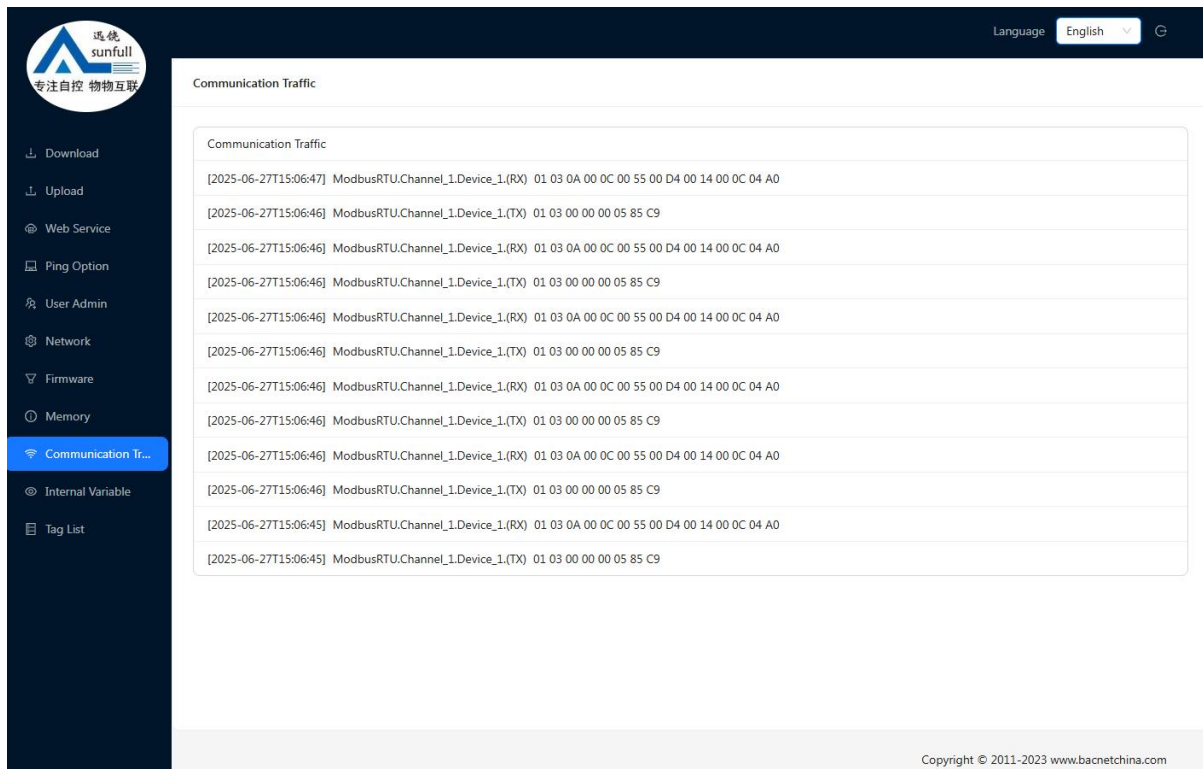 迅饶
sunfull
专注自控 物物互联
Language English
Communication Traffic
Download
Upload
Web Service
Ping Option
User Admin
Network
Firmware
Memory
Communication Tr...
Internal Variable
Tag List
Communication Traffic
[2025-06-27T15:06:47] ModbusRTU.Channel_1.Device_1.(RX) 01 03 0A 00 0C 00 55 00 D4 00 14 00 0C 04 A0
[2025-06-27T15:06:46] ModbusRTU.Channel_1.Device_1.(TX) 01 03 00 00 00 05 85 C9
[2025-06-27T15:06:46] ModbusRTU.Channel_1.Device_1.(RX) 01 03 0A 00 0C 00 55 00 D4 00 14 00 0C 04 A0
[2025-06-27T15:06:46] ModbusRTU.Channel_1.Device_1.(TX) 01 03 00 00 00 05 85 C9
[2025-06-27T15:06:46] ModbusRTU.Channel_1.Device_1.(RX) 01 03 0A 00 0C 00 55 00 D4 00 14 00 0C 04 A0
[2025-06-27T15:06:46] ModbusRTU.Channel_1.Device_1.(TX) 01 03 00 00 00 05 85 C9
[2025-06-27T15:06:46] ModbusRTU.Channel_1.Device_1.(RX) 01 03 0A 00 0C 00 55 00 D4 00 14 00 0C 04 A0
[2025-06-27T15:06:46] ModbusRTU.Channel_1.Device_1.(TX) 01 03 00 00 00 05 85 C9
[2025-06-27T15:06:46] ModbusRTU.Channel_1.Device_1.(RX) 01 03 0A 00 0C 00 55 00 D4 00 14 00 0C 04 A0
[2025-06-27T15:06:46] ModbusRTU.Channel_1.Device_1.(TX) 01 03 00 00 00 05 85 C9
[2025-06-27T15:06:45] ModbusRTU.Channel_1.Device_1.(RX) 01 03 0A 00 0C 00 55 00 D4 00 14 00 0C 04 A0
[2025-06-27T15:06:45] ModbusRTU.Channel_1.Device_1.(TX) 01 03 00 00 00 05 85 C9
Copyright © 2011-2023 www.bacnetchina.com